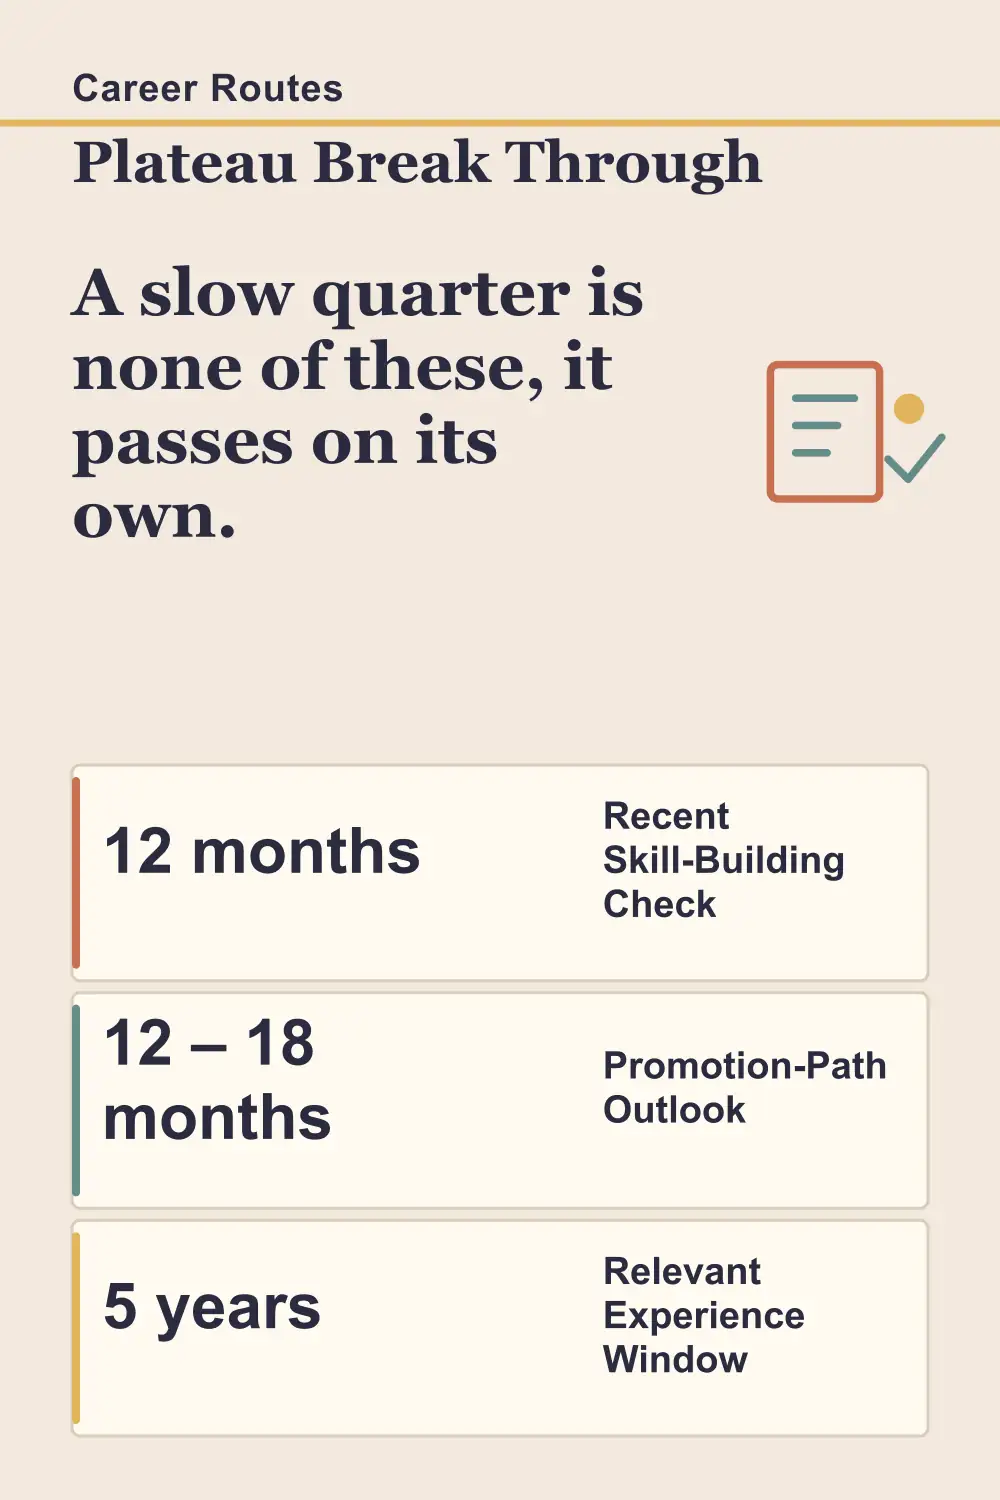 Career Routes
Plateau Break Through
A slow quarter is
none of these, it
passes on its
own.
12 months
Recent
Skill-Building
Check
12 – 18
months
Promotion-Path
Outlook
5 years
Relevant
Experience
Window